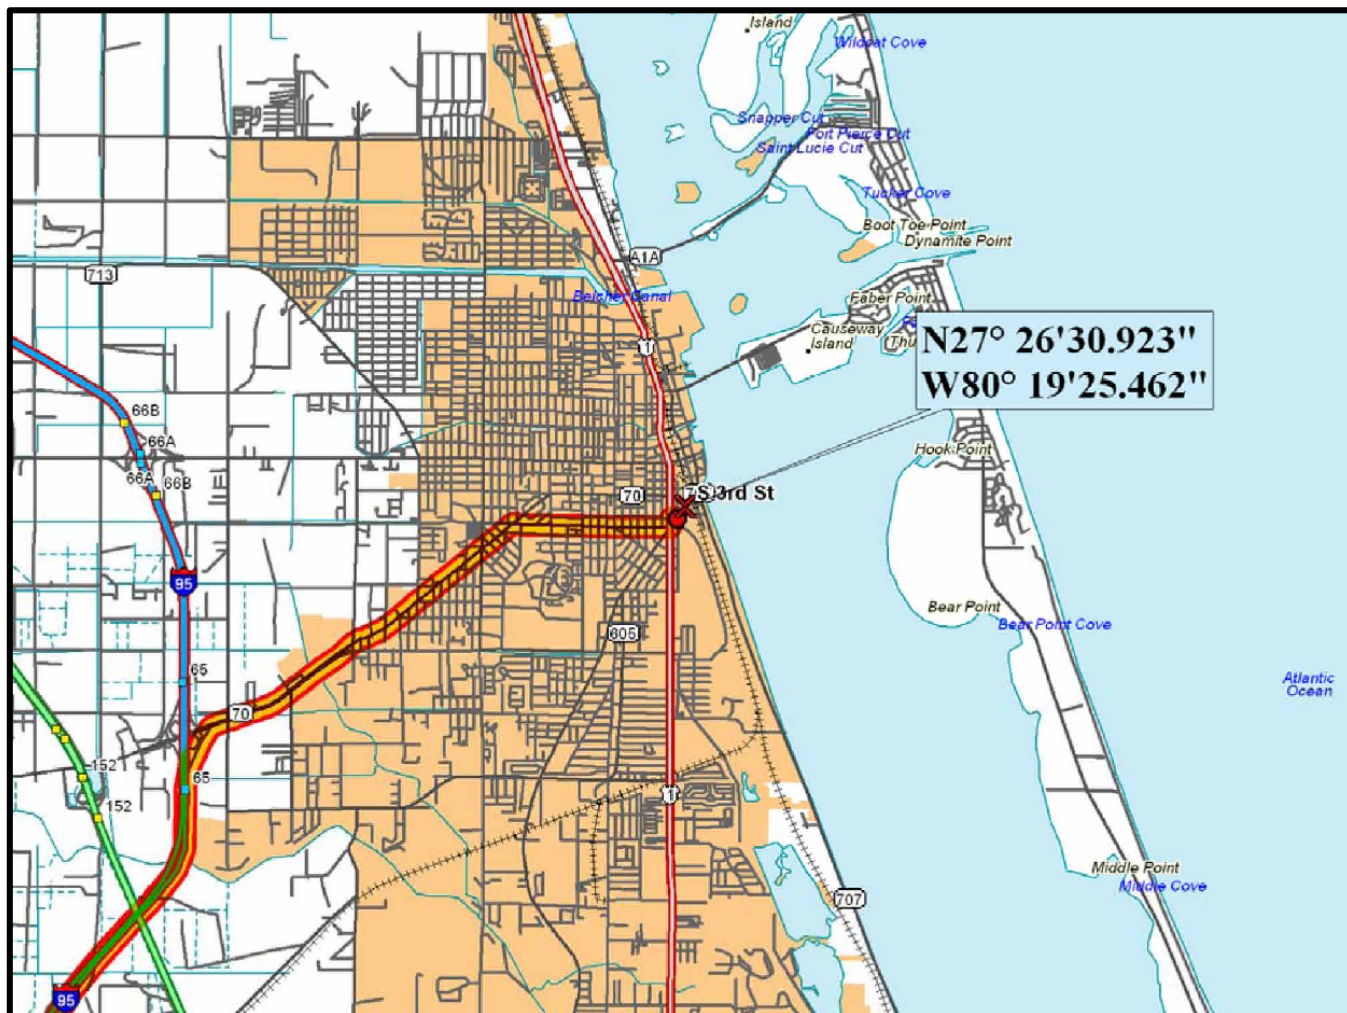 Island
Wildcat Cove
Snapper Cut
Fort Pierce Cut
Saint Lucie Cut
Tucker Cove
Boot Toe Point
Dynamite Point
A1A
713
Belcher Canal
Faber Point
Causeway
Island
Thu
N27° 26'30.923"
W80° 19'25.462"
1
66B
66A
66A
66B
Hook Point
70
S 3rd St
95
605
Bear Point
Bear Point Cove
65
Atlantic
Ocean
70
152
65
152
1
Middle Point
Middle Cove
707
95